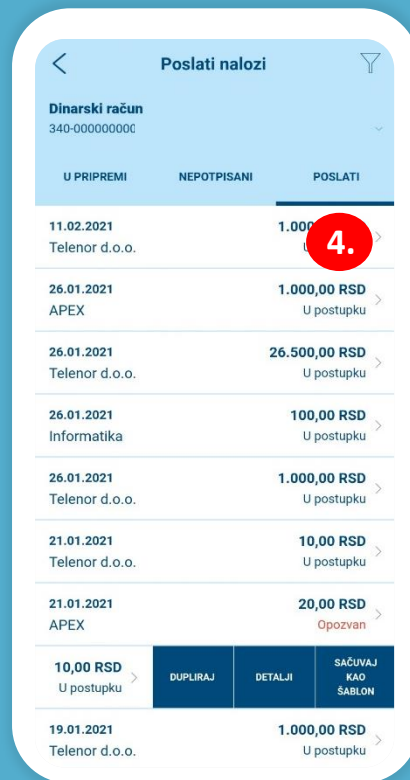 Poslati nalozi
Dinarski račun
340-000000000
U PRIPREMI NEPOTPISANI POSLATI
11.02.2021 1.000
Telenor d.o.o. U
4.
26.01.2021 1.000,00 RSD
APEX U postupku
26.01.2021 26.500,00 RSD
Telenor d.o.o. U postupku
26.01.2021 100,00 RSD
Informatika U postupku
26.01.2021 1.000,00 RSD
Telenor d.o.o. U postupku
21.01.2021 10,00 RSD
Telenor d.o.o. U postupku
21.01.2021 20,00 RSD
APEX Opozvan
10,00 RSD
U postupku
DUPLIRAJ
DETALJI
SAČUVAJ
KAO
ŠABLON
19.01.2021 1.000,00 RSD
Telenor d.o.o. U postupku